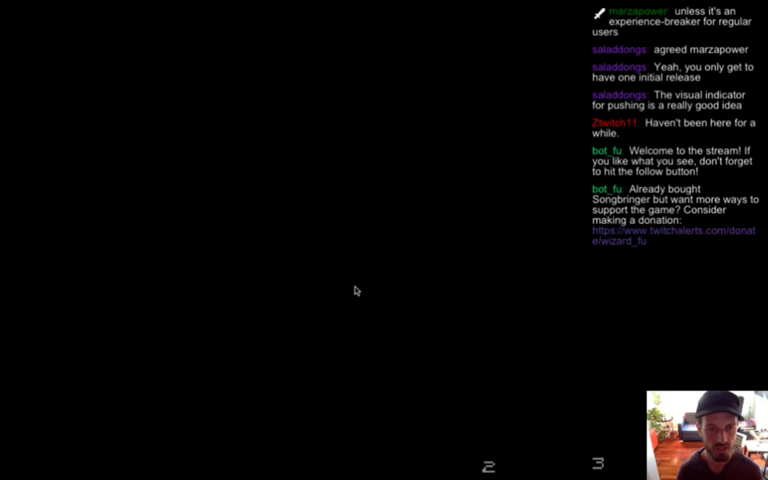 marzapower: unless it's an
experience-breaker for regular
users
saladdongs: agreed marzapower
saladdongs: Yeah, you only get to
have one initial release
saladdongs: The visual indicator
for pushing is a really good idea
Ztwitch11: Haven't been here for a
while.
bot_fu: Welcome to the stream! If
you like what you see, don't forget
to hit the follow button!
bot_fu: Already bought
Songbringer but want more ways to
support the game? Consider
making a donation:
https://www.twitchalerts.com/donat
e/wizard_fu
2 3